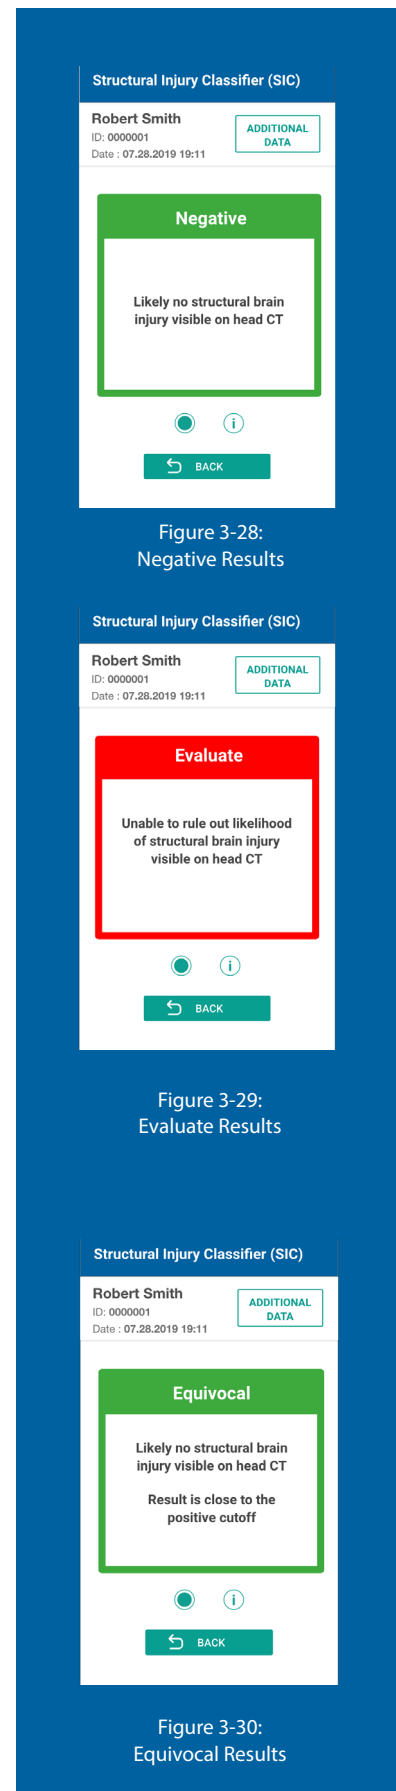 Structural Injury Classifier (SIC)
Robert Smith
ID: 0000001
Date : 07.28.2019 19:11
ADDITIONAL
DATA
Negative
Likely no structural brain
injury visible on head CT
i
BACK
Figure 3-28:
Negative Results
Structural Injury Classifier (SIC)
Robert Smith
ID: 0000001
Date : 07.28.2019 19:11
ADDITIONAL
DATA
Evaluate
Unable to rule out likelihood
of structural brain injury
visible on head CT
i
BACK
Figure 3-29:
Evaluate Results
Structural Injury Classifier (SIC)
Robert Smith
ID: 0000001
Date : 07.28.2019 19:11
ADDITIONAL
DATA
Equivocal
Likely no structural brain
injury visible on head CT
Result is close to the
positive cutoff
i
BACK
Figure 3-30:
Equivocal Results